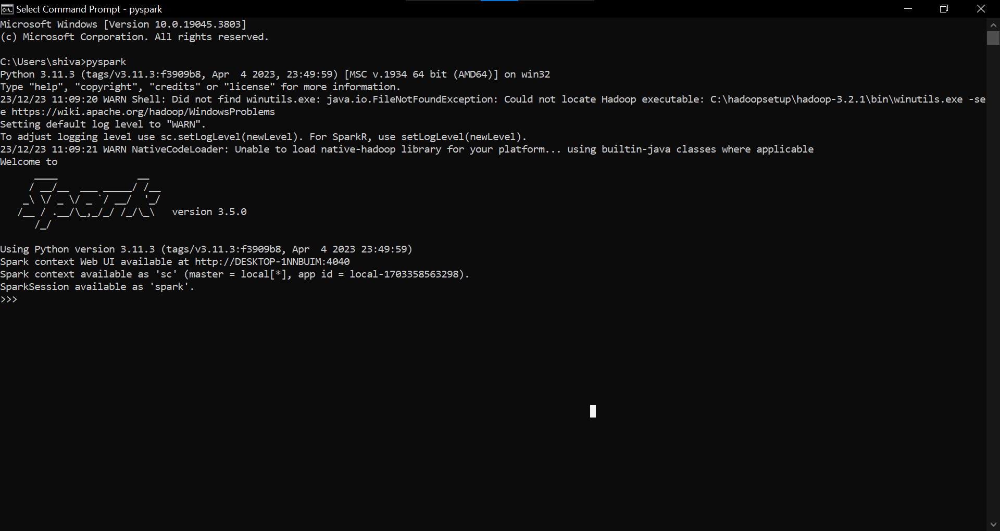 Select Command Prompt - pyspark
Microsoft Windows [Version 10.0.19045.3803]
(c) Microsoft Corporation. All rights reserved.
C:\Users\shiva>pyspark
Python 3.11.3 (tags/v3.11.3:f3909b8, Apr  4 2023, 23:49:59) [MSC v.1934 64 bit (AMD64)] on win32
Type "help", "copyright", "credits" or "license" for more information.
23/12/23 11:09:20 WARN Shell: Did not find winutils.exe: java.io.FileNotFoundException: Could not locate Hadoop executable: C:\hadoopsetup\hadoop-3.2.1\bin\winutils.exe -se
e https://wiki.apache.org/hadoop/WindowsProblems
Setting default log level to "WARN".
To adjust logging level use sc.setLogLevel(newLevel). For SparkR, use setLogLevel(newLevel).
23/12/23 11:09:21 WARN NativeCodeLoader: Unable to load native-hadoop library for your platform... using builtin-java classes where applicable
Welcome to
      ____              __
     / __/__  ___ _____/ /__
    _\ \/ _ \/ _ `/ __/  '_/
   /__ / .__/\_,_/_/ /_/\_\   version 3.5.0
      /_/
Using Python version 3.11.3 (tags/v3.11.3:f3909b8, Apr  4 2023 23:49:59)
Spark context Web UI available at http://DESKTOP-1NNBUIM:4040
Spark context available as 'sc' (master = local[*], app id = local-1703358563298).
SparkSession available as 'spark'.
>>>